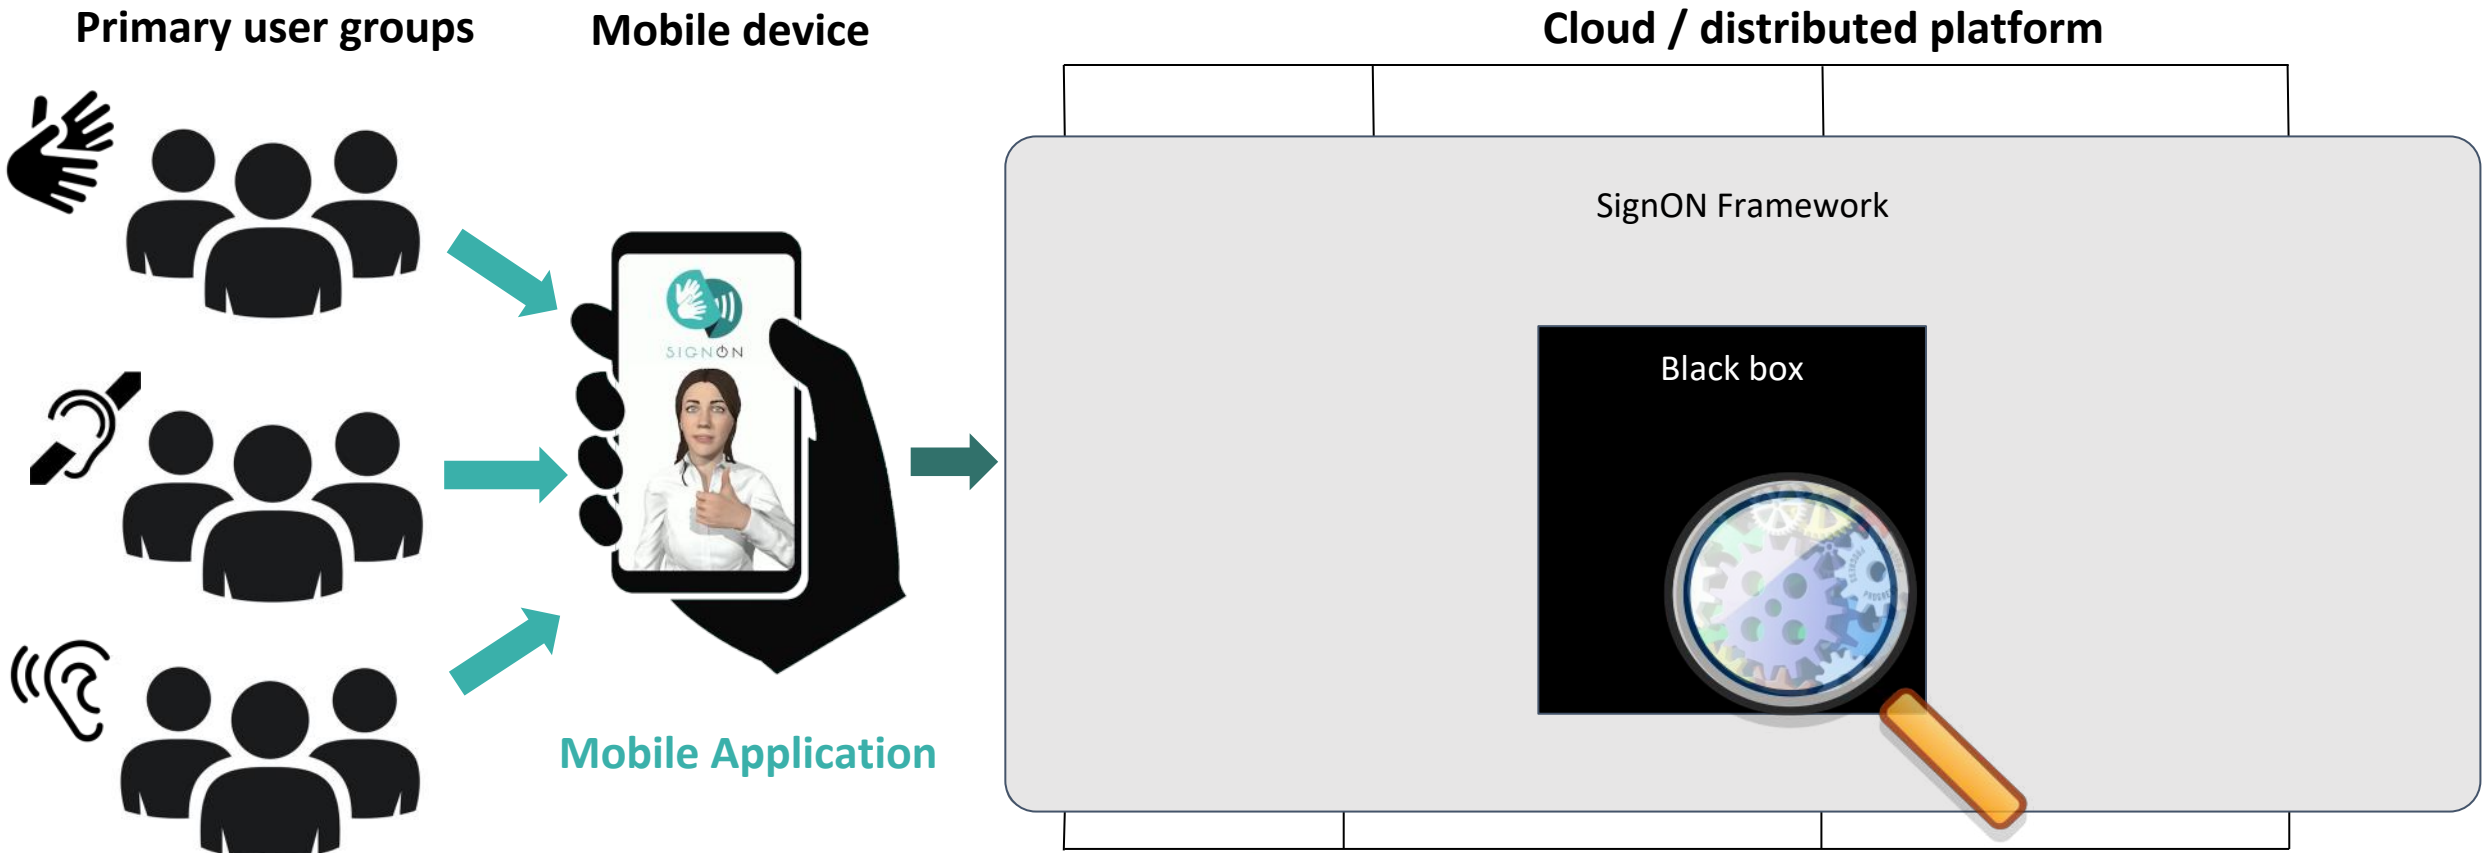 Primary user groups
Mobile device
Cloud / distributed platform
SignON Framework
SIGNON
Black box
Mobile Application